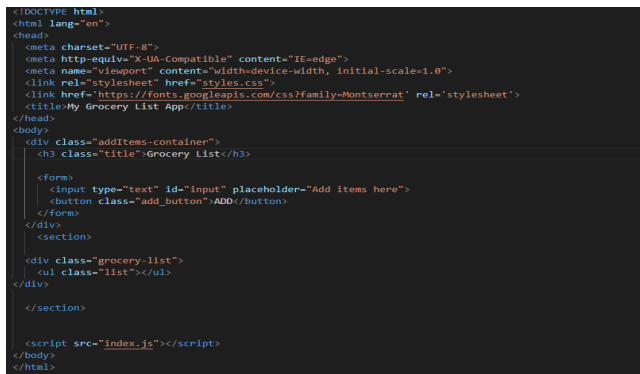 <!DOCTYPE html>
<html lang="en">
<head>
<meta charset="UTF-8">
<meta http-equiv="X-UA-Compatible" content="IE=edge">
<meta name="viewport" content="width=device-width, initial-scale=1.0">
<link rel="stylesheet" href="styles.css">
<link href='https://fonts.googleapis.com/css?family=Montserrat' rel='stylesheet'>
<title>My Grocery List App</title>
</head>
<body>
<div class="addItems-container">
<h3 class="title">Grocery List</h3>
<form>
<input type="text" id="input" placeholder="Add items here">
<button class="add_button">ADD</button>
</form>
</div>
<section>
<div class="grocery-list">
<ul class="list"></ul>
</div>
</section>
<script src="index.js"></script>
</body>
</html>